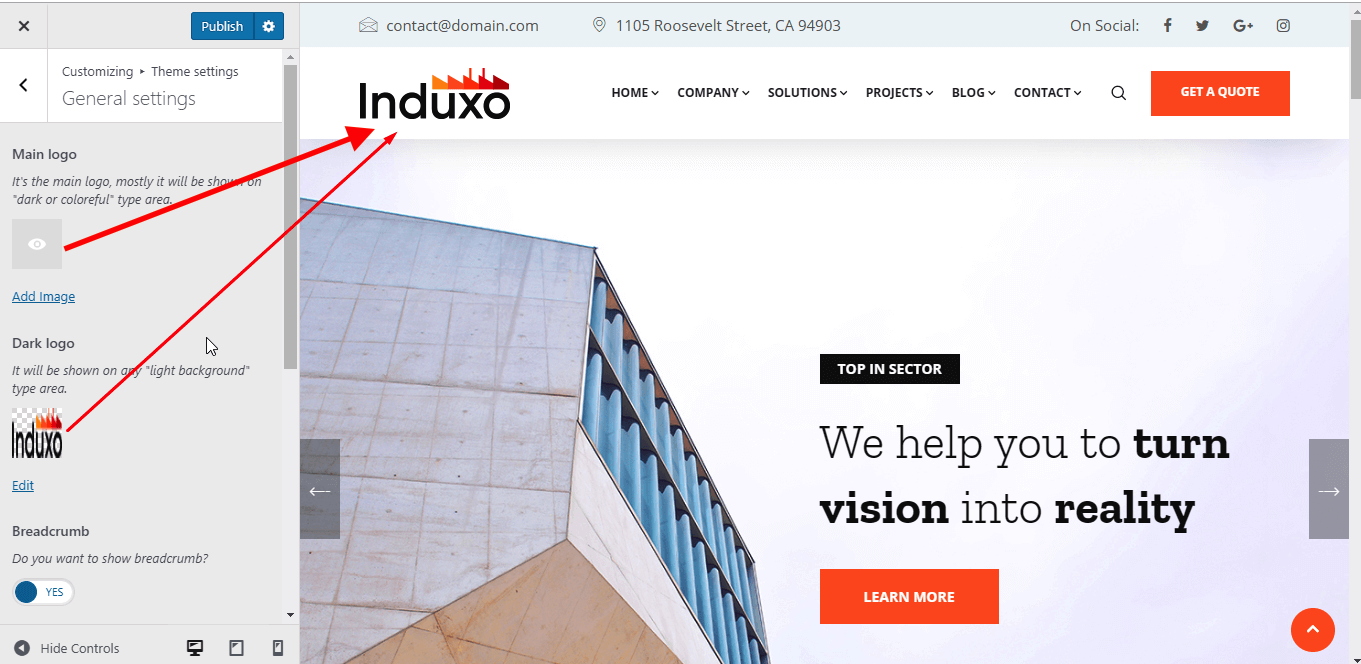 Publish
Customizing ▸ Theme settings
General settings
Main logo
It's the main logo, mostly it will be shown on
"dark or coloreful" type area.
Add Image
Dark logo
It will be shown on any "light background"
type area.
Induxo
Edit
Breadcrumb
Do you want to show breadcrumb?
YES
Hide Controls
contact@domain.com
1105 Roosevelt Street, CA 94903
On Social:
G+
Induxo
HOME
COMPANY
SOLUTIONS
PROJECTS
BLOG
CONTACT
GET A QUOTE
TOP IN SECTOR
We help you to turn
vision into reality
LEARN MORE